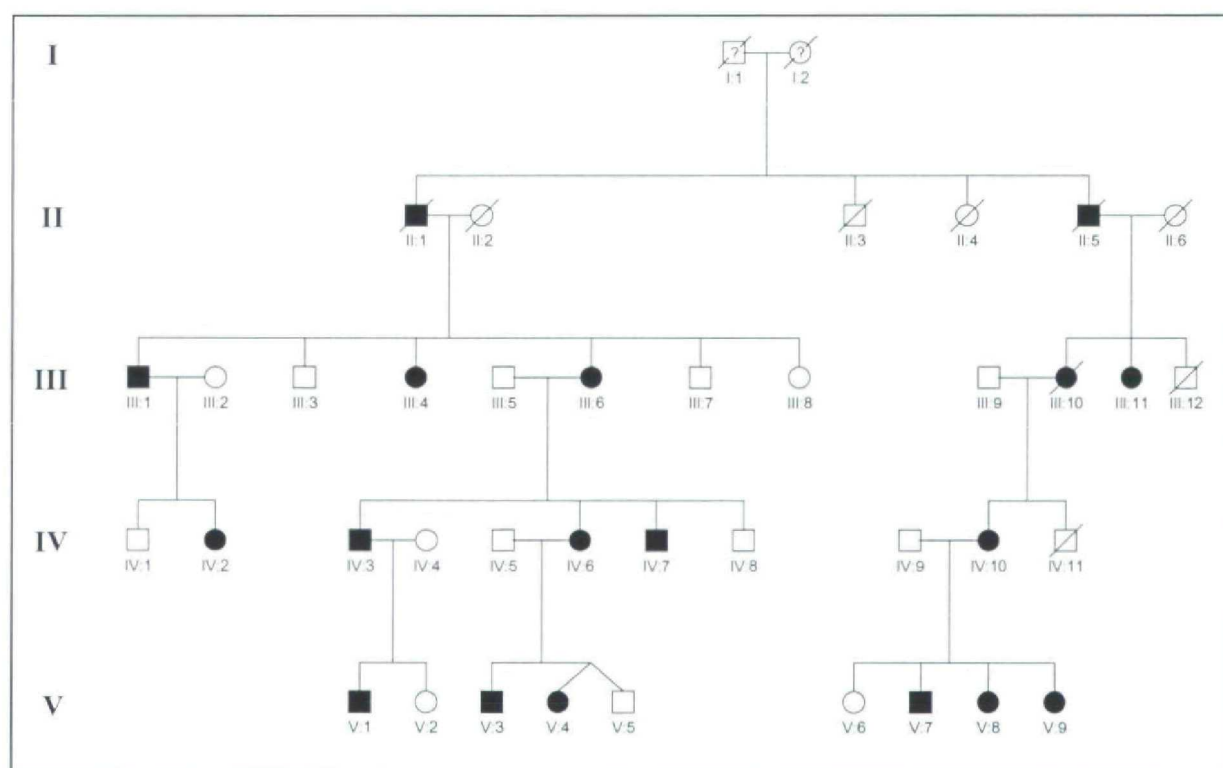 I
? ?
I:1 I:2
II
II:1 II:2 II:3 II:4 II:5 II:6
III
III:1 III:2 III:3 III:4 III:5 III:6 III:7 III:8 III:9 III:10 III:11 III:12
IV
IV:1 IV:2 IV:3 IV:4 IV:5 IV:6 IV:7 IV:8 IV:9 IV:10 IV:11
V
V:1 V:2 V:3 V:4 V:5 V:6 V:7 V:8 V:9